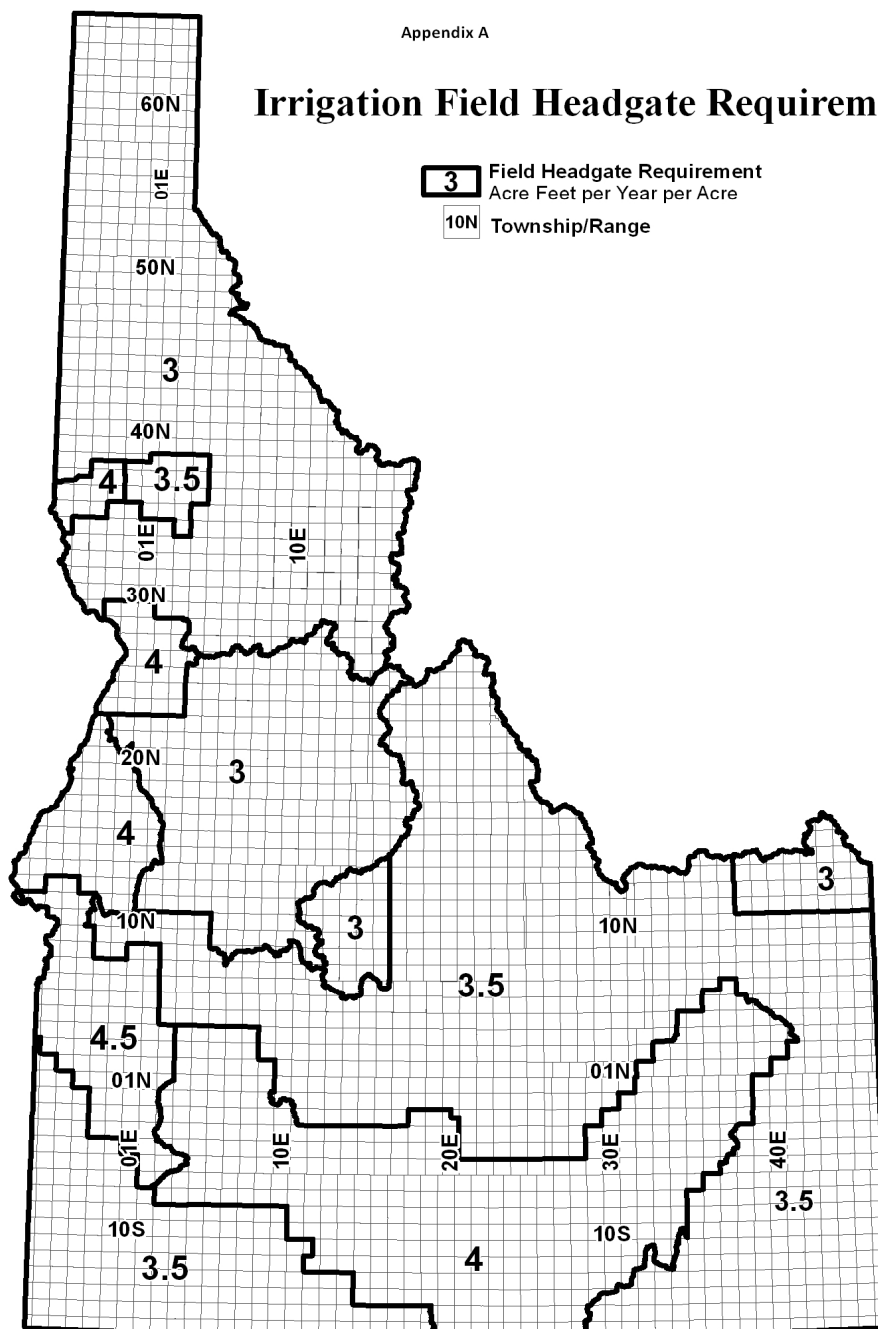 Appendix A
Irrigation Field Headgate Requirem
3 Field Headgate Requirement
Acre Feet per Year per Acre
10N Township/Range
60N
01E
50N
3
40N
4
3.5
01E
10E
30N
4
20N
3
4
3
10N
3
10N
3.5
4.5
01N
01N
01E
10E
20E
30E
40E
3.5
10S
10S
3.5
4